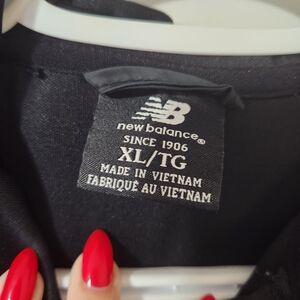 NB
new balance®
SINCE 1906
XL/TG
MADE IN VIETNAM
FABRIQUÉ AU VIETNAM